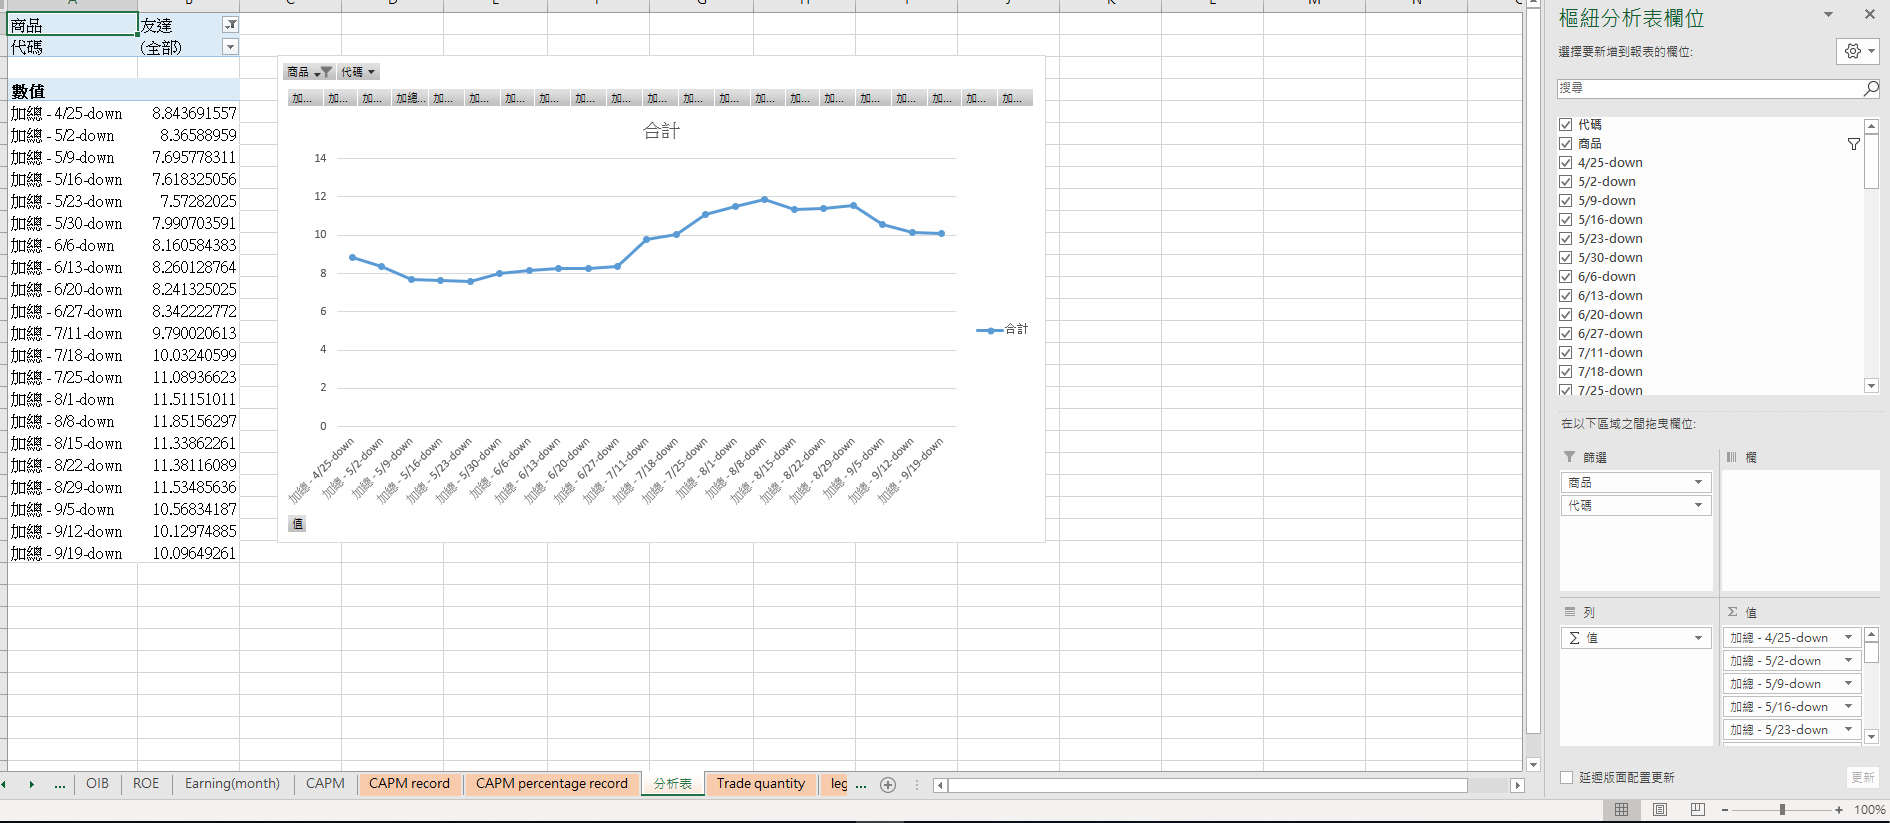 商品 友達
代碼 (全部)
數值
加總 - 4/25-down 8.843691557
加總 - 5/2-down 8.36588959
加總 - 5/9-down 7.695778311
加總 - 5/16-down 7.618325056
加總 - 5/23-down 7.57282025
加總 - 5/30-down 7.990703591
加總 - 6/6-down 8.160584383
加總 - 6/13-down 8.260128764
加總 - 6/20-down 8.241325025
加總 - 6/27-down 8.342222772
加總 - 7/11-down 9.790020613
加總 - 7/18-down 10.03240599
加總 - 7/25-down 11.08936623
加總 - 8/1-down 11.51151011
加總 - 8/8-down 11.85156297
加總 - 8/15-down 11.33862261
加總 - 8/22-down 11.38116089
加總 - 8/29-down 11.53485636
加總 - 9/5-down 10.56834187
加總 - 9/12-down 10.12974885
加總 - 9/19-down 10.09649261
商品 代碼
加... 加... 加... 加總... 加... 加... 加... 加... 加... 加... 加... 加... 加... 加... 加... 加... 加... 加... 加... 加... 加...
合計
14
12
10
8
6
4
2
0
合計
加總 - 4/25-down
加總 - 5/2-down
加總 - 5/9-down
加總 - 5/16-down
加總 - 5/23-down
加總 - 5/30-down
加總 - 6/6-down
加總 - 6/13-down
加總 - 6/20-down
加總 - 6/27-down
加總 - 7/11-down
加總 - 7/18-down
加總 - 7/25-down
加總 - 8/1-down
加總 - 8/8-down
加總 - 8/15-down
加總 - 8/22-down
加總 - 8/29-down
加總 - 9/5-down
加總 - 9/12-down
加總 - 9/19-down
值
樞紐分析表欄位
選擇要新增到報表的欄位:
搜尋
代碼
商品
4/25-down
5/2-down
5/9-down
5/16-down
5/23-down
5/30-down
6/6-down
6/13-down
6/20-down
6/27-down
7/11-down
7/18-down
7/25-down
在以下區域之間拖曳欄位:
篩選
商品
代碼
欄
列
Σ 值
Σ 值
加總 - 4/25-down
加總 - 5/2-down
加總 - 5/9-down
加總 - 5/16-down
加總 - 5/23-down
延遲版面配置更新 更新
... OIB ROE Earning(month) CAPM CAPM record CAPM percentage record 分析表 Trade quantity leg ...
100%